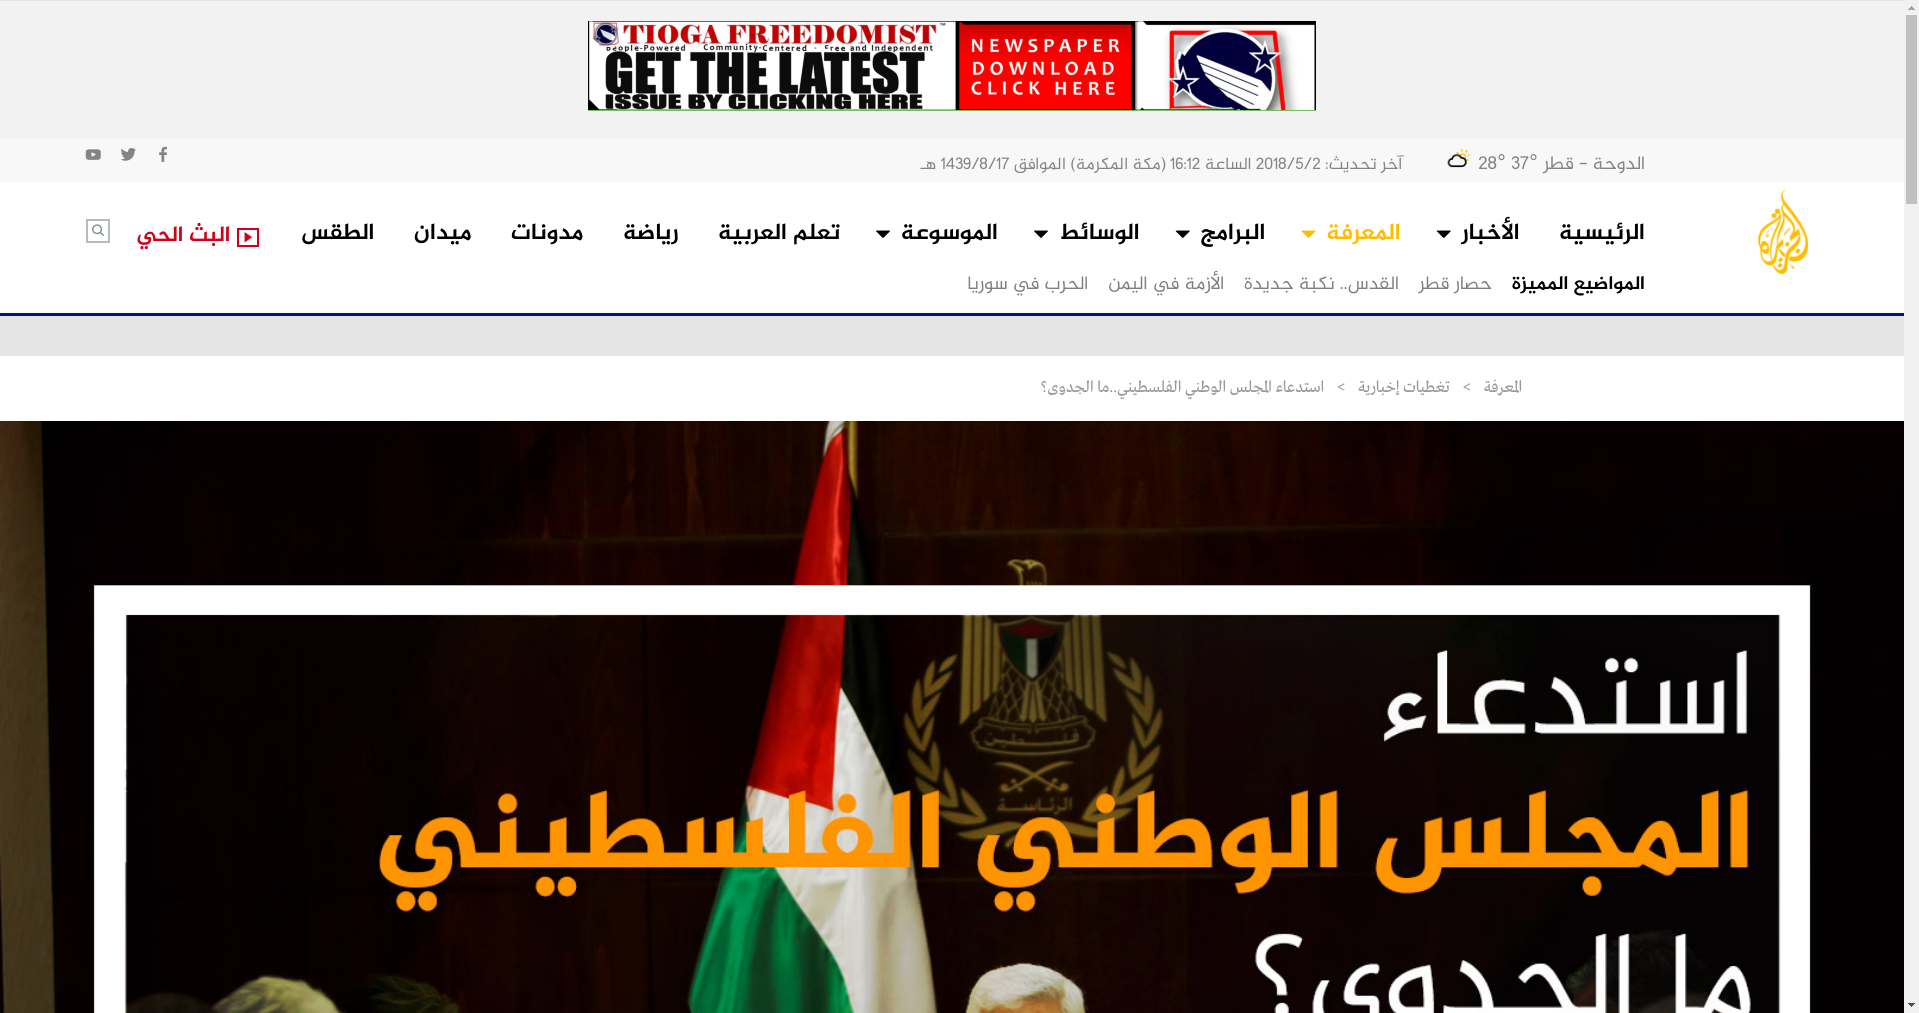 TIOGA FREEDOMIST
People-Powered Community-Centered · Free and Independent
GET THE LATEST
ISSUE BY CLICKING HERE
NEWSPAPER
DOWNLOAD
CLICK HERE
الدوحة - قطر 37° 28°
آخر تحديث: 2018/5/2 الساعة 16:12 (مكة المكرمة) الموافق 1439/8/17 هـ
الرئيسية الأخبار المعرفة البرامج الوسائط الموسوعة تعلم العربية رياضة مدونات ميدان الطقس البث الحي
المواضيع المميزة حصار قطر القدس.. نكبة جديدة الأزمة في اليمن الحرب في سوريا
الجزيرة
المعرفة > تغطيات إخبارية > استدعاء المجلس الوطني الفلسطيني..ما الجدوى؟
فلسطين
الرئاسة
استدعاء
المجلس الوطني الفلسطيني
ما الجدوى؟